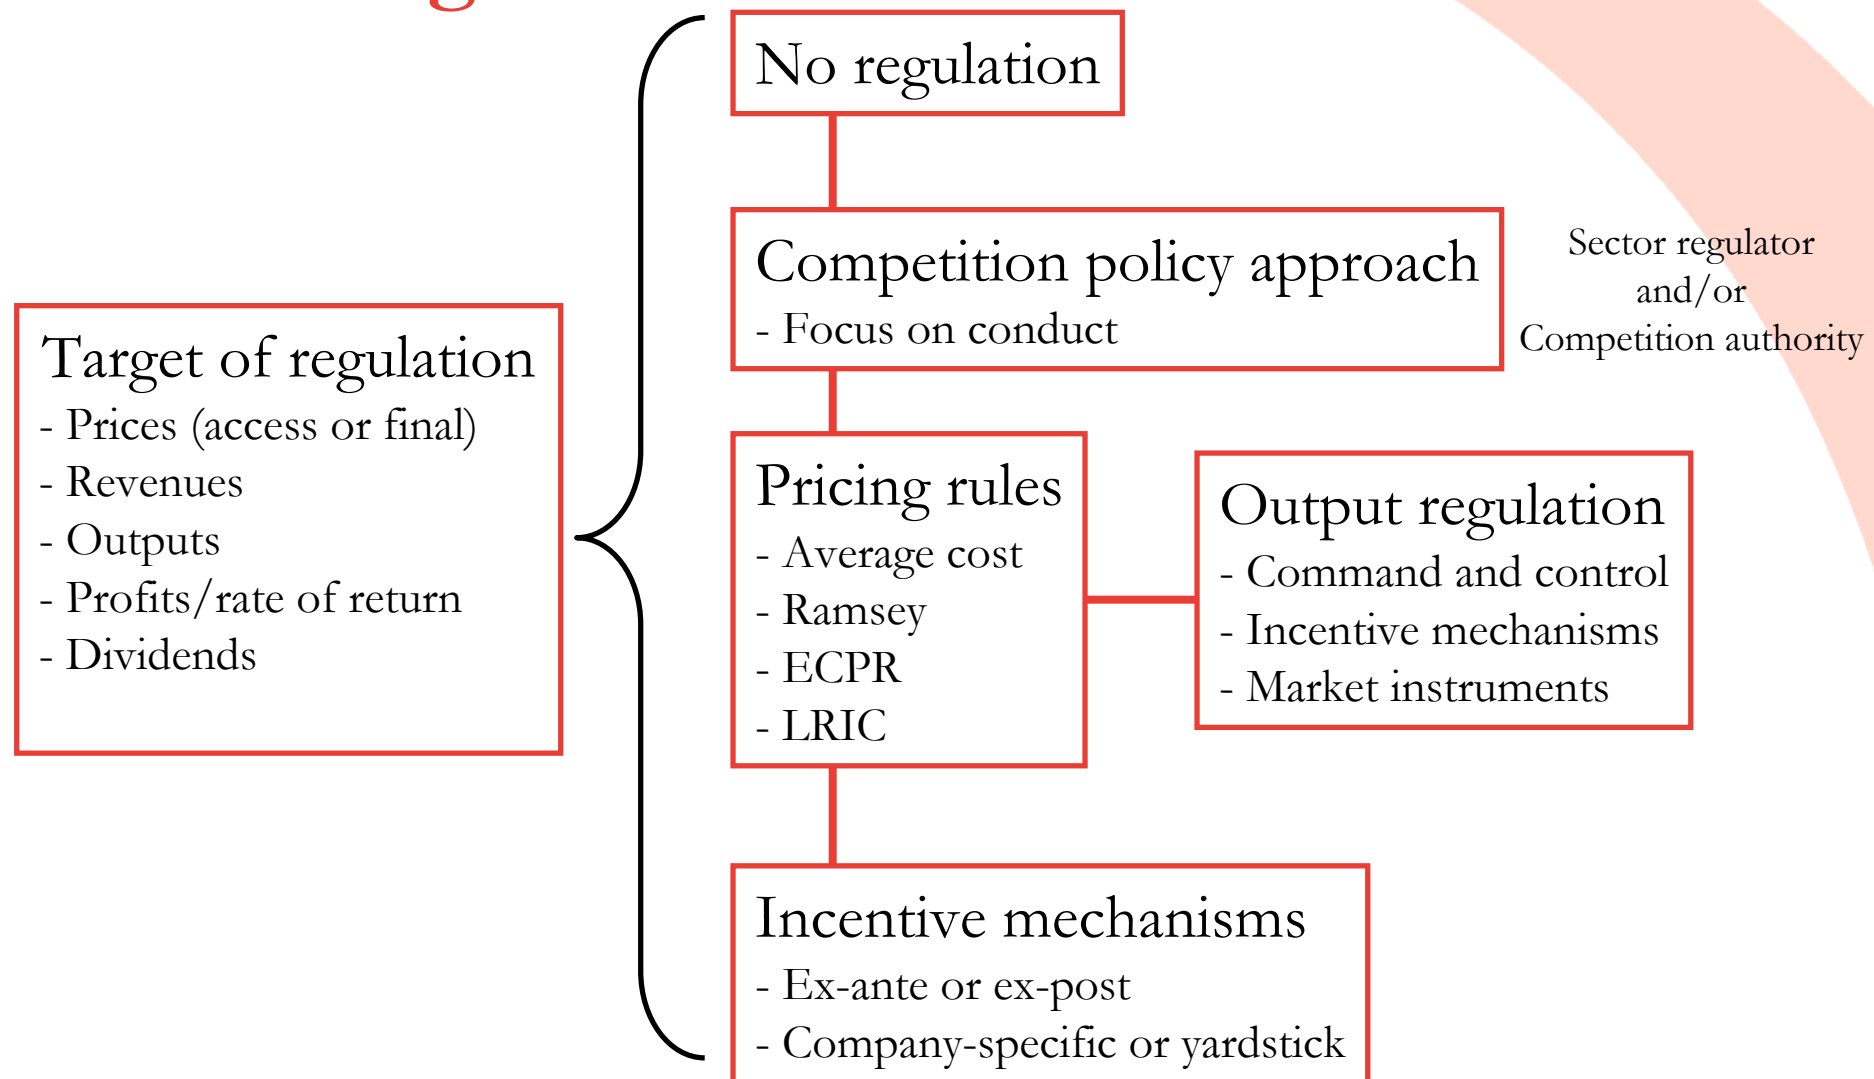 No regulation
Competition policy approach
- Focus on conduct
Sector regulator
and/or
Competition authority
Target of regulation
- Prices (access or final)
- Revenues
- Outputs
- Profits/rate of return
- Dividends
Pricing rules
- Average cost
- Ramsey
- ECPR
- LRIC
Output regulation
- Command and control
- Incentive mechanisms
- Market instruments
Incentive mechanisms
- Ex-ante or ex-post
- Company-specific or yardstick